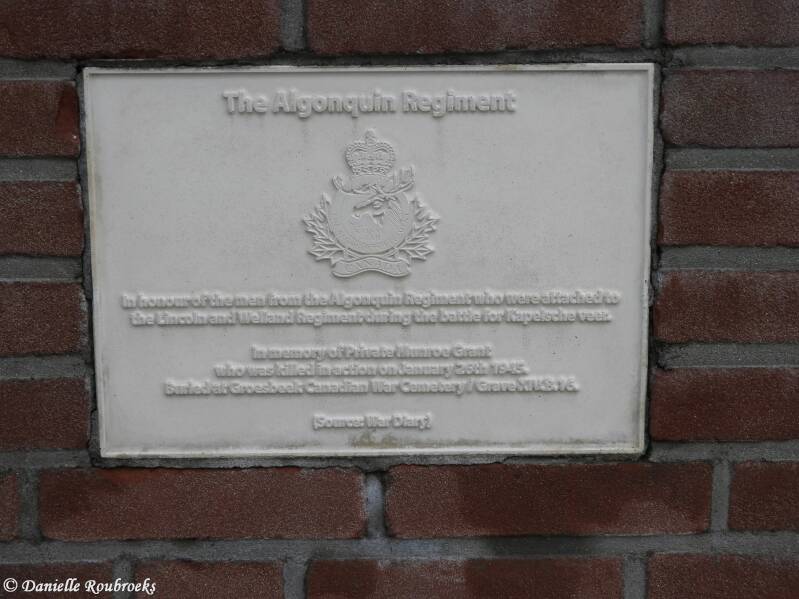 The Algonquin Regiment
In honour of the men from the Algonquin Regiment who were attached to
the Lincoln and Welland Regiment during the battle for Kapelsche veer.
In memory of Private Munroe Grant
who was killed in action on January 26th 1945.
Buried at Groesbeek Canadian War Cemetery / Grave
(Source: War Diary)
© Danielle Roubroeks